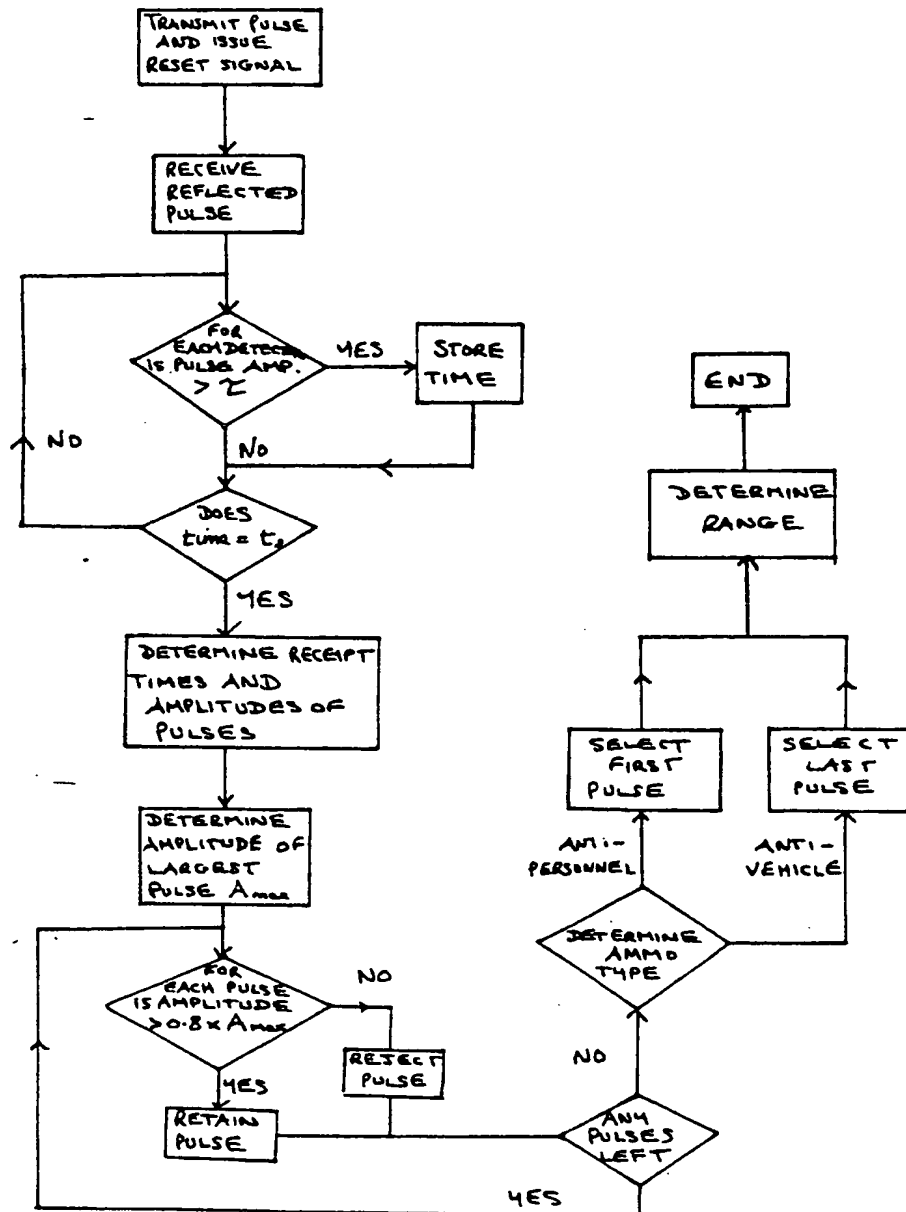 TRANSMIT PULSE
AND ISSUE
RESET SIGNAL
RECEIVE
REFLECTED
PULSE
FOR
EACH DETECTOR
IS PULSE AMP.
> τ
YES
STORE
TIME
NO
NO
DOES
time = t₂
YES
DETERMINE RECEIPT
TIMES AND
AMPLITUDES OF
PULSES
DETERMINE
AMPLITUDE OF
LARGEST
PULSE Amax
FOR
EACH PULSE
IS AMPLITUDE
>0.8 x Amax
NO
REJECT
PULSE
YES
RETAIN
PULSE
ANY
PULSES
LEFT
YES
NO
DETERMINE
AMMO
TYPE
ANTI-
PERSONNEL
ANTI-
VEHICLE
SELECT
FIRST
PULSE
SELECT
LAST
PULSE
DETERMINE
RANGE
END